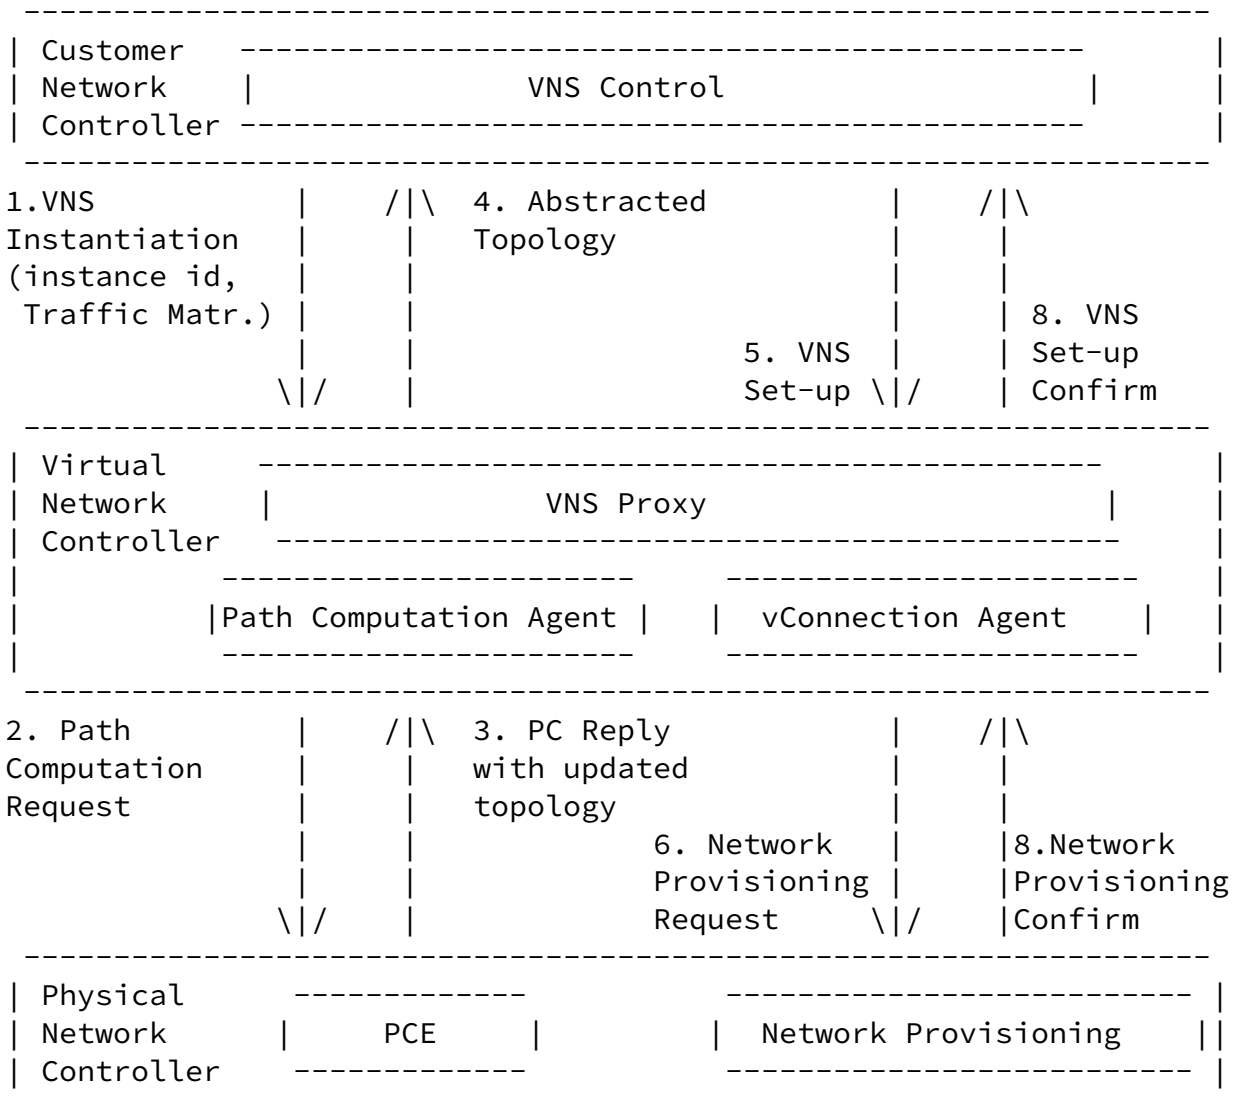 Customer
Network VNS Control
Controller
1.VNS 4. Abstracted
Instantiation Topology
(instance id,
Traffic Matr.) 8. VNS
5. VNS Set-up
Set-up Confirm
Virtual
Network VNS Proxy
Controller
Path Computation Agent vConnection Agent
2. Path 3. PC Reply
Computation with updated
Request topology
6. Network 8.Network
Provisioning Provisioning
Request Confirm
Physical
Network PCE Network Provisioning
Controller